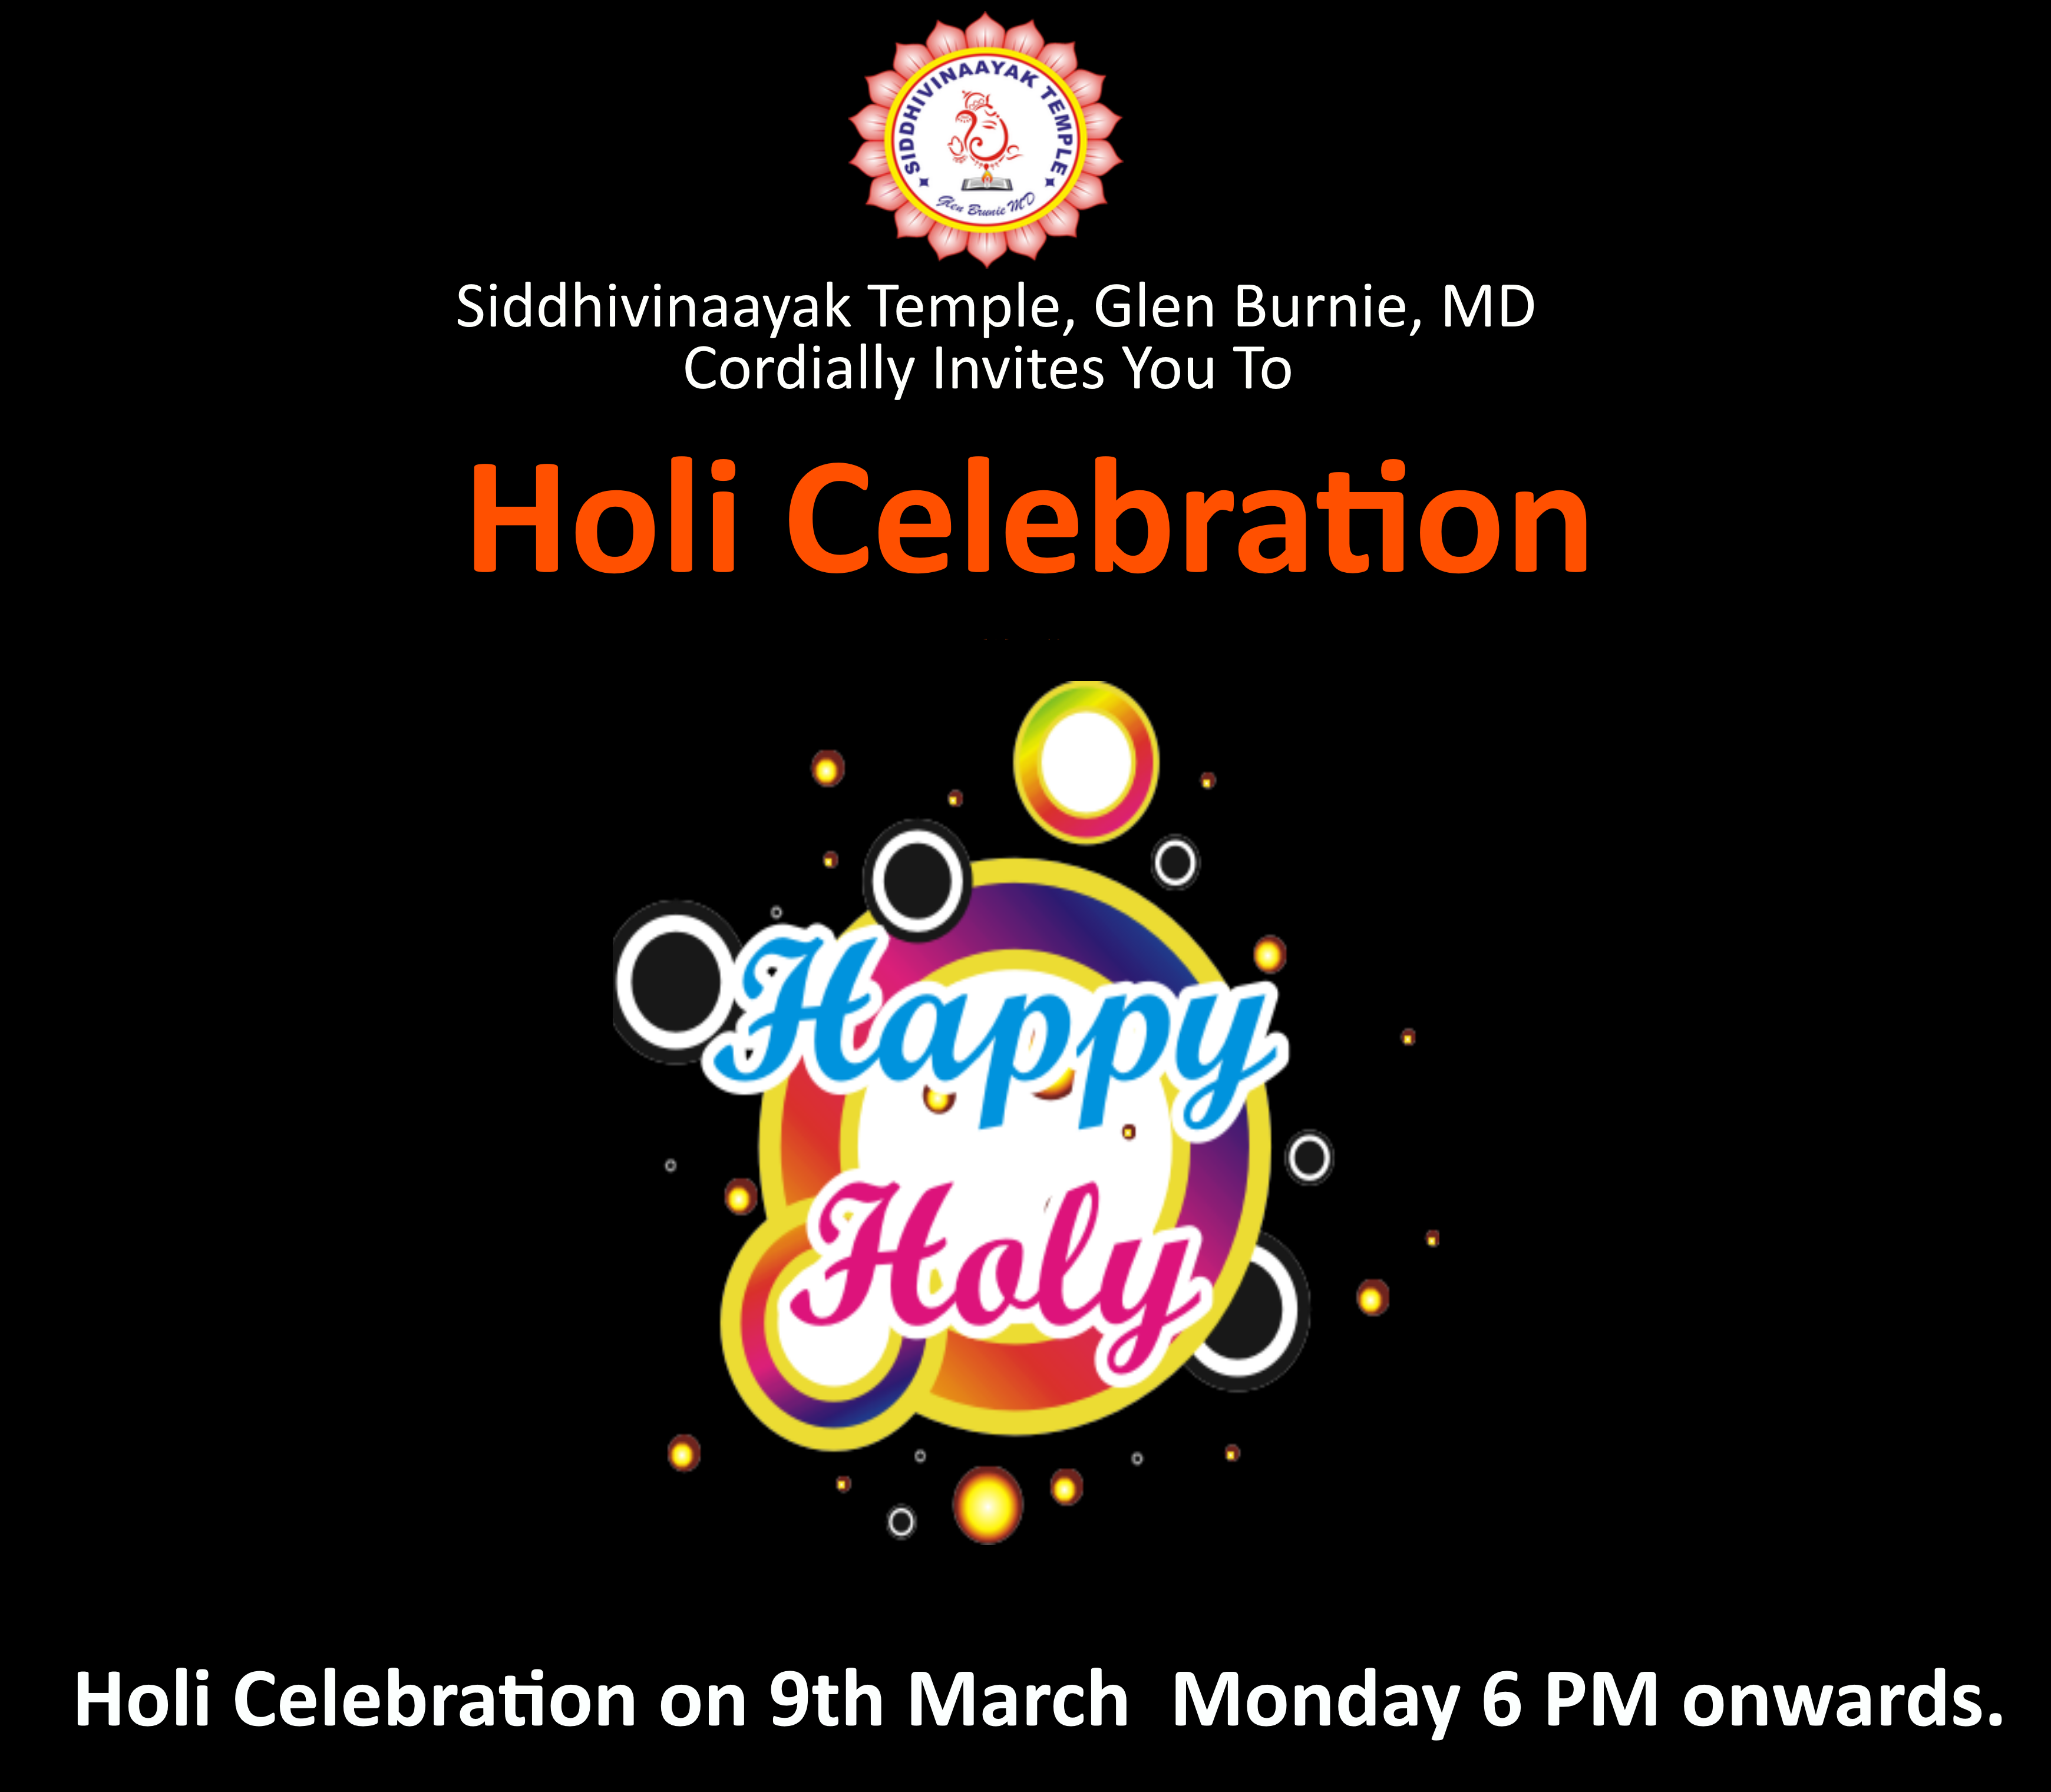 SIDDHIVINAAYAK TEMPLE
Glen Brunie MD
Siddhivinaayak Temple, Glen Burnie, MD
Cordially Invites You To
Holi Celebration
Happy
Holy
Holi Celebration on 9th March Monday 6 PM onwards.